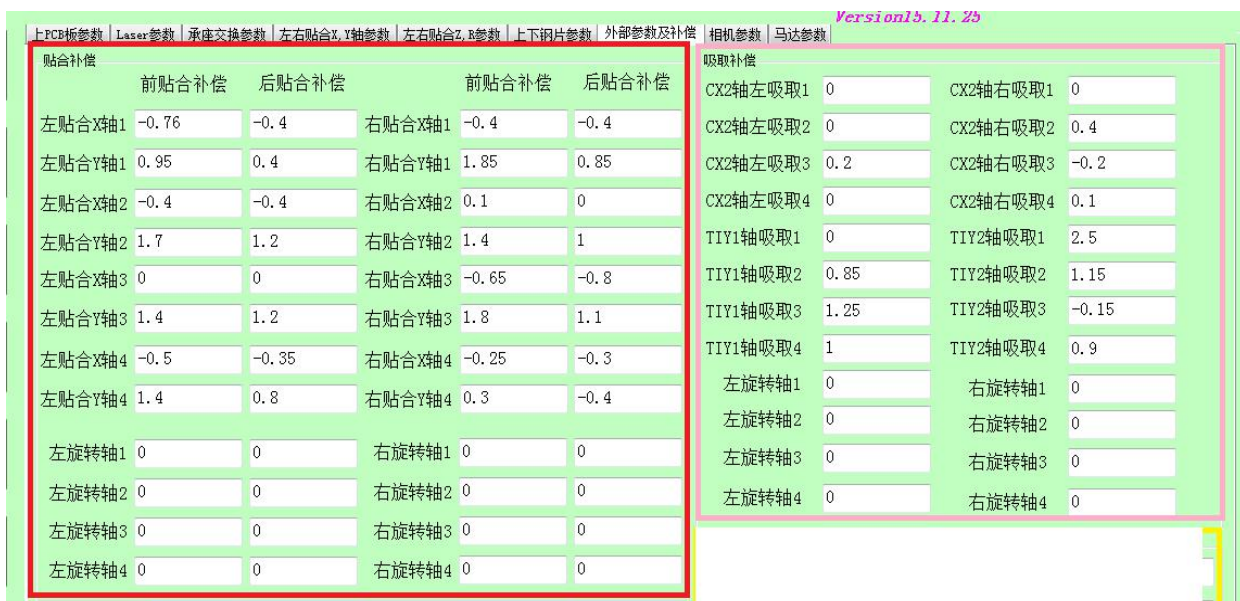 Version15.11.25
上PCB板参数 Laser参数 承座交换参数 左右贴合X,Y轴参数 左右贴合Z,R参数 上下钢片参数 外部参数及补偿 相机参数 马达参数
贴合补偿
前贴合补偿 后贴合补偿 前贴合补偿 后贴合补偿
左贴合X轴1 -0.76 -0.4 右贴合X轴1 -0.4 -0.4
左贴合Y轴1 0.95 0.4 右贴合Y轴1 1.85 0.85
左贴合X轴2 -0.4 -0.4 右贴合X轴2 0.1 0
左贴合Y轴2 1.7 1.2 右贴合Y轴2 1.4 1
左贴合X轴3 0 0 右贴合X轴3 -0.65 -0.8
左贴合Y轴3 1.4 1.2 右贴合Y轴3 1.8 1.1
左贴合X轴4 -0.5 -0.35 右贴合X轴4 -0.25 -0.3
左贴合Y轴4 1.4 0.8 右贴合Y轴4 0.3 -0.4
左旋转轴1 0 0 右旋转轴1 0 0
左旋转轴2 0 0 右旋转轴2 0 0
左旋转轴3 0 0 右旋转轴3 0 0
左旋转轴4 0 0 右旋转轴4 0 0
吸取补偿
CX2轴左吸取1 0 CX2轴右吸取1 0
CX2轴左吸取2 0 CX2轴右吸取2 0.4
CX2轴左吸取3 0.2 CX2轴右吸取3 -0.2
CX2轴左吸取4 0 CX2轴右吸取4 0.1
TIY1轴吸取1 0 TIY2轴吸取1 2.5
TIY1轴吸取2 0.85 TIY2轴吸取2 1.15
TIY1轴吸取3 1.25 TIY2轴吸取3 -0.15
TIY1轴吸取4 1 TIY2轴吸取4 0.9
左旋转轴1 0 右旋转轴1 0
左旋转轴2 0 右旋转轴2 0
左旋转轴3 0 右旋转轴3 0
左旋转轴4 0 右旋转轴4 0